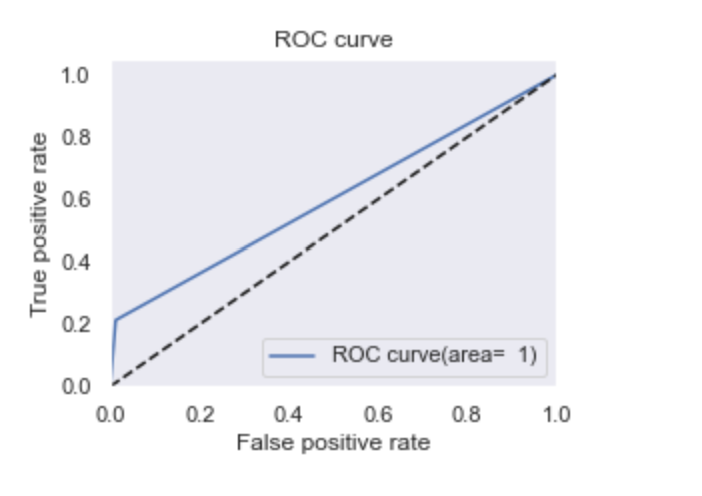 ROC curve
True positive rate
1.0
0.8
0.6
0.4
0.2
0.0
ROC curve(area=  1)
0.0 0.2 0.4 0.6 0.8 1.0
False positive rate